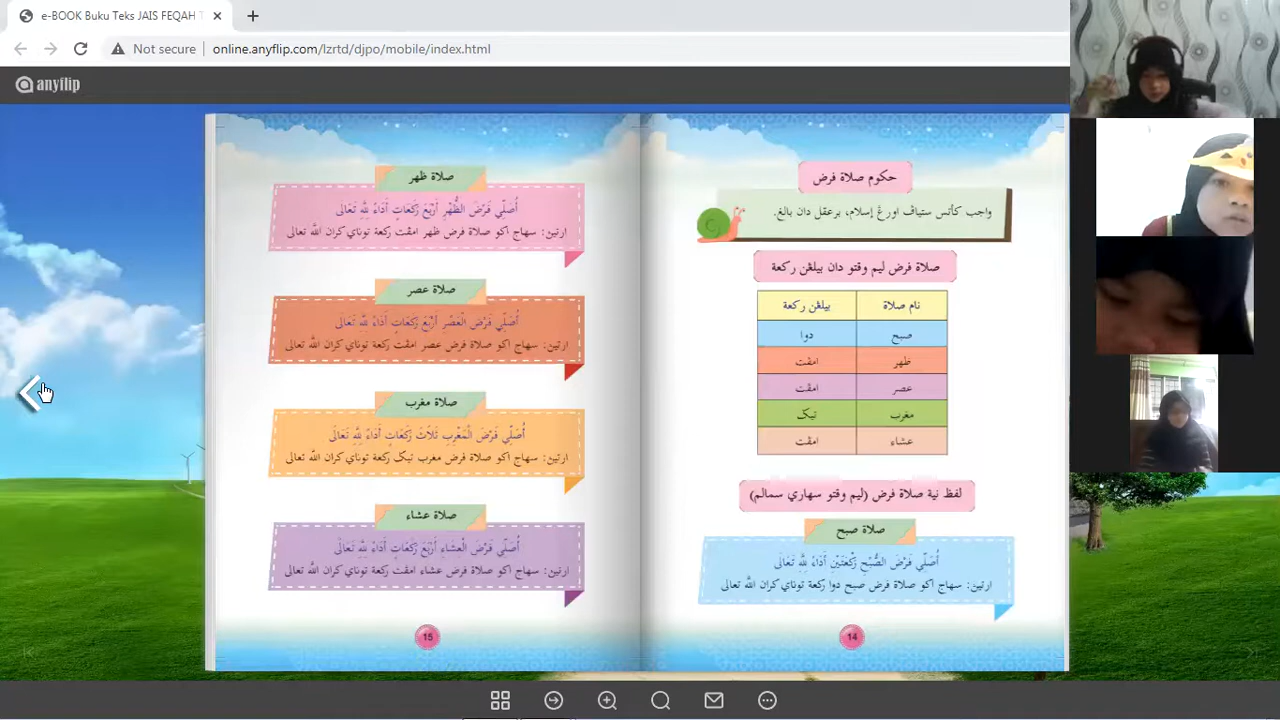 e-BOOK Buku Teks JAIS FEQAH T
Not secure
online.anyflip.com/lzrtd/djpo/mobile/index.html
anyflip
حكوم صلاة فرض
واجب كأتس ستياڤ اورڠ إسلام، برعقل دان بالغ.
صلاة فرض ليم وقتو دان بيلڠن ركعة
نام صلاة بيلڠن ركعة
صبح دوا
ظهر امڤت
عصر امڤت
مغرب تيݢ
عشاء امڤت
لفظ نية صلاة فرض (ليم وقتو سهاري سمالم)
صلاة صبح
أُصَلِّي فَرْضَ الصُّبْحِ رَكْعَتَيْنِ أَدَاءً لِلَّهِ تَعَالَى
ارتين: سهاج اكو صلاة فرض صبح دوا ركعة توناي كران الله تعالى
14
صلاة ظهر
أُصَلِّي فَرْضَ الظُّهْرِ أَرْبَعَ رَكَعَاتٍ أَدَاءً لِلَّهِ تَعَالَى
ارتين: سهاج اكو صلاة فرض ظهر امڤت ركعة توناي كران الله تعالى
صلاة عصر
أُصَلِّي فَرْضَ الْعَصْرِ أَرْبَعَ رَكَعَاتٍ أَدَاءً لِلَّهِ تَعَالَى
ارتين: سهاج اكو صلاة فرض عصر امڤت ركعة توناي كران الله تعالى
صلاة مغرب
أُصَلِّي فَرْضَ الْمَغْرِبِ ثَلَاثَ رَكَعَاتٍ أَدَاءً لِلَّهِ تَعَالَى
ارتين: سهاج اكو صلاة فرض مغرب تيݢ ركعة توناي كران الله تعالى
صلاة عشاء
أُصَلِّي فَرْضَ الْعِشَاءِ أَرْبَعَ رَكَعَاتٍ أَدَاءً لِلَّهِ تَعَالَى
ارتين: سهاج اكو صلاة فرض عشاء امڤت ركعة توناي كران الله تعالى
15